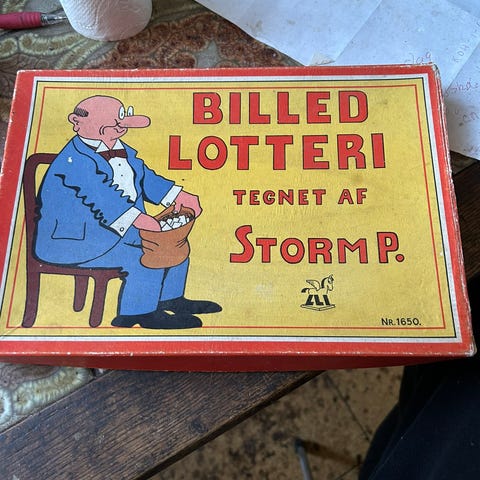 BILLED
LOTTERI
TEGNET AF
STORM P.
NR. 1650.